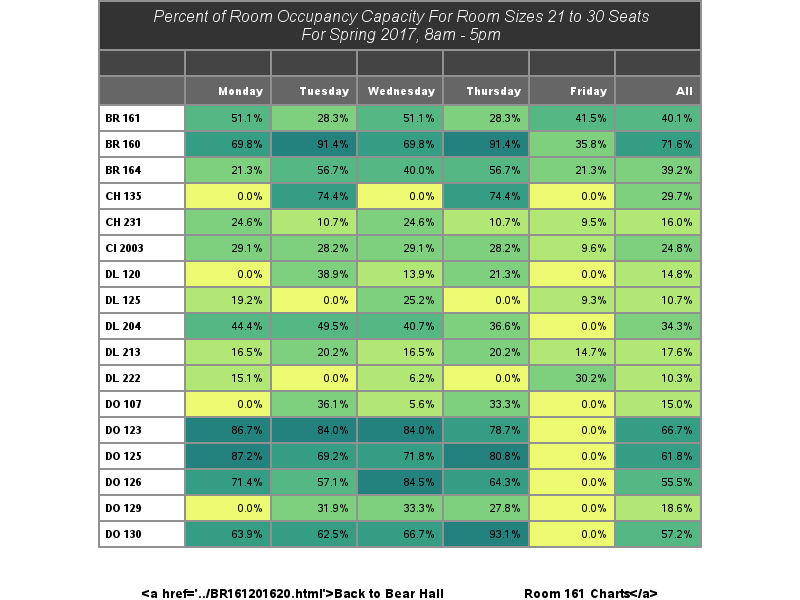 Percent of Room Occupancy Capacity For Room Sizes 21 to 30 Seats
For Spring 2017, 8am - 5pm
Monday Tuesday Wednesday Thursday Friday All
BR 161 51.1% 28.3% 51.1% 28.3% 41.5% 40.1%
BR 160 69.8% 91.4% 69.8% 91.4% 35.8% 71.6%
BR 164 21.3% 56.7% 40.0% 56.7% 21.3% 39.2%
CH 135 0.0% 74.4% 0.0% 74.4% 0.0% 29.7%
CH 231 24.6% 10.7% 24.6% 10.7% 9.5% 16.0%
CI 2003 29.1% 28.2% 29.1% 28.2% 9.6% 24.8%
DL 120 0.0% 38.9% 13.9% 21.3% 0.0% 14.8%
DL 125 19.2% 0.0% 25.2% 0.0% 9.3% 10.7%
DL 204 44.4% 49.5% 40.7% 36.6% 0.0% 34.3%
DL 213 16.5% 20.2% 16.5% 20.2% 14.7% 17.6%
DL 222 15.1% 0.0% 6.2% 0.0% 30.2% 10.3%
DO 107 0.0% 36.1% 5.6% 33.3% 0.0% 15.0%
DO 123 86.7% 84.0% 84.0% 78.7% 0.0% 66.7%
DO 125 87.2% 69.2% 71.8% 80.8% 0.0% 61.8%
DO 126 71.4% 57.1% 84.5% 64.3% 0.0% 55.5%
DO 129 0.0% 31.9% 33.3% 27.8% 0.0% 18.6%
DO 130 63.9% 62.5% 66.7% 93.1% 0.0% 57.2%
<a href='../BR161201620.html'>Back to Bear Hall Room 161 Charts</a>